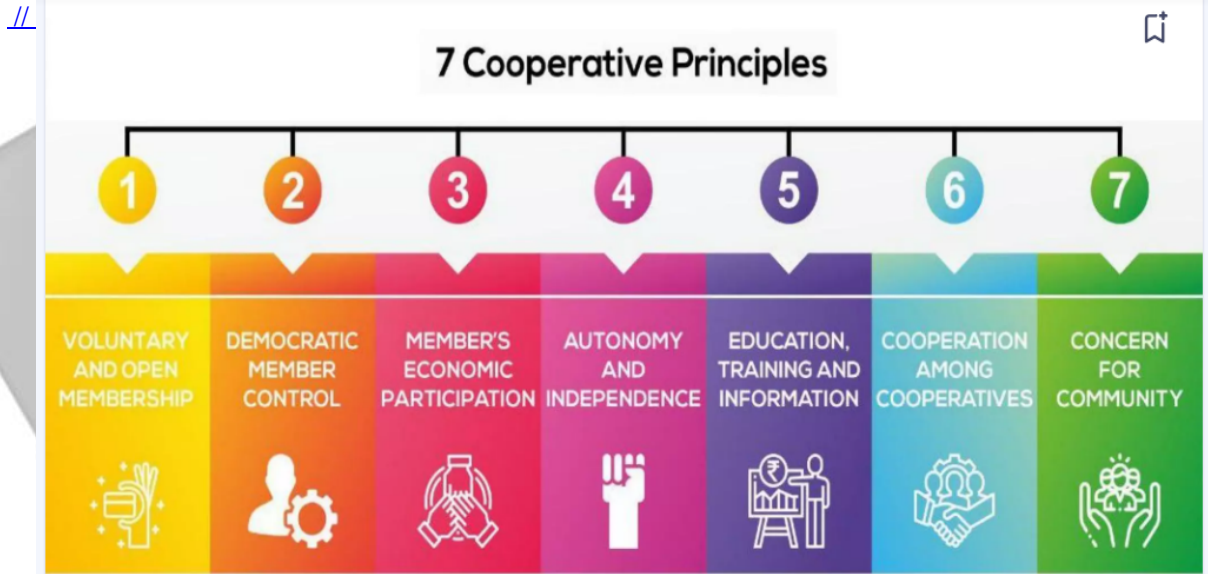 //
7 Cooperative Principles
1
2
3
4
5
6
7
VOLUNTARY
AND OPEN
MEMBERSHIP
DEMOCRATIC
MEMBER
CONTROL
MEMBER'S
ECONOMIC
PARTICIPATION
AUTONOMY
AND
INDEPENDENCE
EDUCATION,
TRAINING AND
INFORMATION
₹
COOPERATION
AMONG
COOPERATIVES
CONCERN
FOR
COMMUNITY